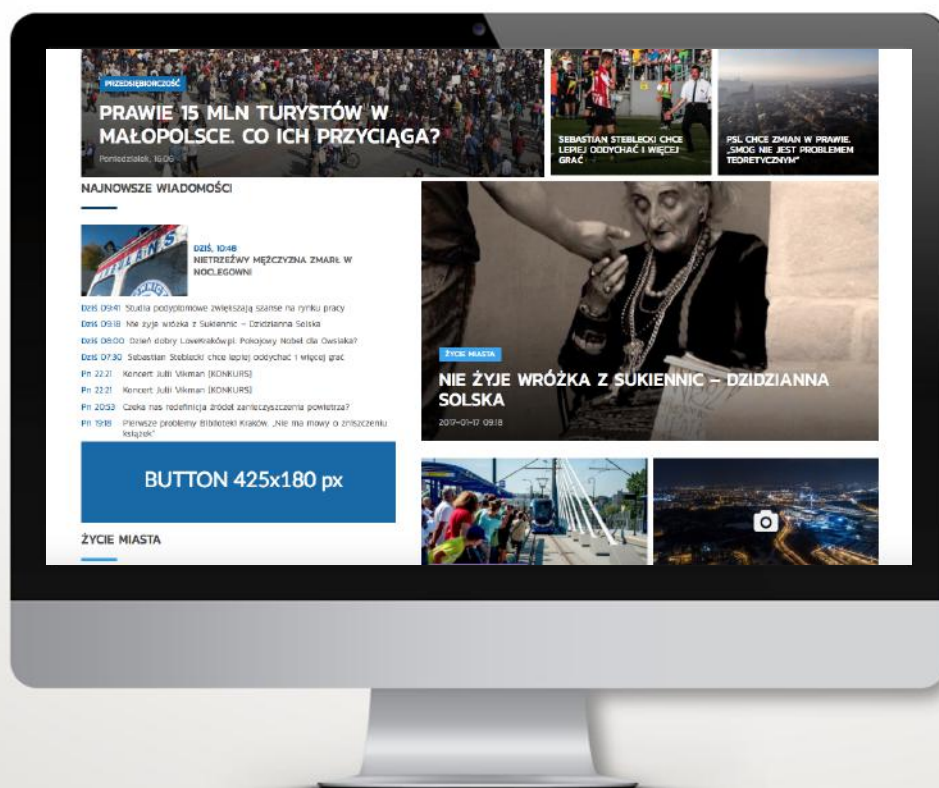 PRZEDSIĘBIORCZOŚĆ
PRAWIE 15 MLN TURYSTÓW W
MAŁOPOLSCE. CO ICH PRZYCIĄGA?
Poniedziałek, 16:06
SEBASTIAN STEBLECKI CHCE
LEPIEJ ODDYCHAĆ I WIĘCEJ
GRAĆ
PSL CHCE ZMIAN W PRAWIE.
„SMOG NIE JEST PROBLEMEM
TEORETYCZNYM”
NAJNOWSZE WIADOMOŚCI
DZIŚ, 10:48
NIETRZEŹWY MĘŻCZYZNA ZMARŁ W
NOCLEGOWNI
Dziś 09:41 Studia podyplomowe zwiększają szanse na rynku pracy
Dziś 09:18 Nie żyje wróżka z Sukiennic – Dzidzianna Solska
Dziś 08:00 Dzień dobry LoveKraków.pl. Pokojowy Nobel dla Owsiaka?
Dziś 07:30 Sebastian Steblecki chce lepiej oddychać i więcej grać
Pn 22:21 Koncert Julii Vikman [KONKURS]
Pn 22:21 Koncert Julii Vikman [KONKURS]
Pn 20:53 Czeka nas redefinicja źródeł zanieczyszczenia powietrza?
Pn 19:18 Pierwsze problemy Biblioteki Kraków. „Nie ma mowy o zniszczeniu
książek”
BUTTON 425x180 px
ŻYCIE MIASTA
ŻYCIE MIASTA
NIE ŻYJE WRÓŻKA Z SUKIENNIC – DZIDZIANNA
SOLSKA
2017-01-17 09:18